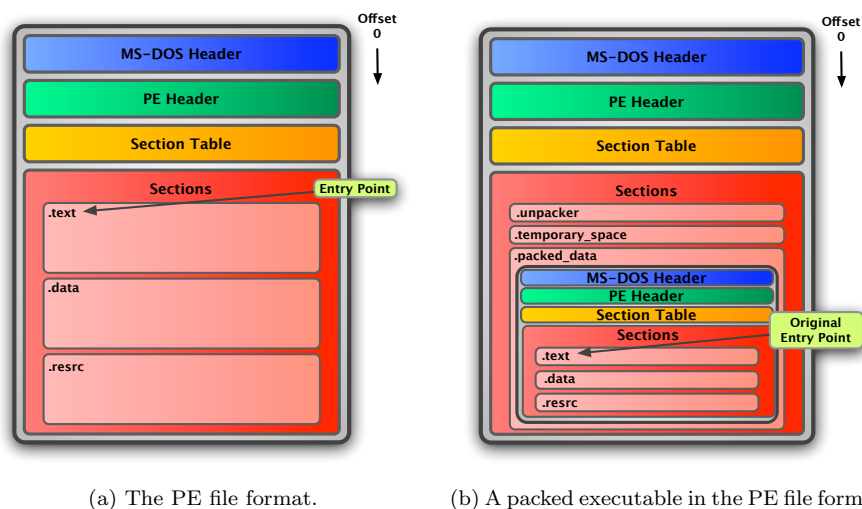 Offset
0
MS-DOS Header
PE Header
Section Table
Sections
Entry Point
.text
.data
.resrc
(a) The PE file format.
Offset
0
MS-DOS Header
PE Header
Section Table
Sections
.unpacker
.temporary_space
.packed_data
MS-DOS Header
PE Header
Section Table
Sections
Original
Entry Point
.text
.data
.resrc
(b) A packed executable in the PE file form